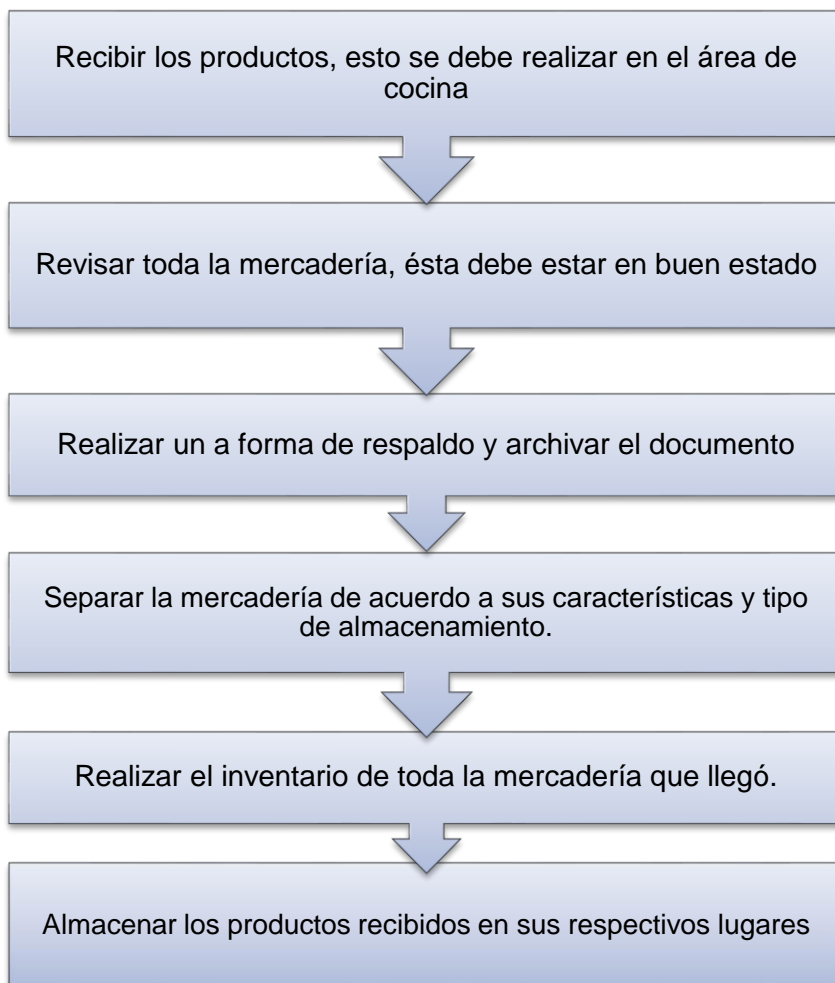 Recibir los productos, esto se debe realizar en el área de
cocina
Revisar toda la mercadería, ésta debe estar en buen estado
Realizar un a forma de respaldo y archivar el documento
Separar la mercadería de acuerdo a sus características y tipo
de almacenamiento.
Realizar el inventario de toda la mercadería que llegó.
Almacenar los productos recibidos en sus respectivos lugares